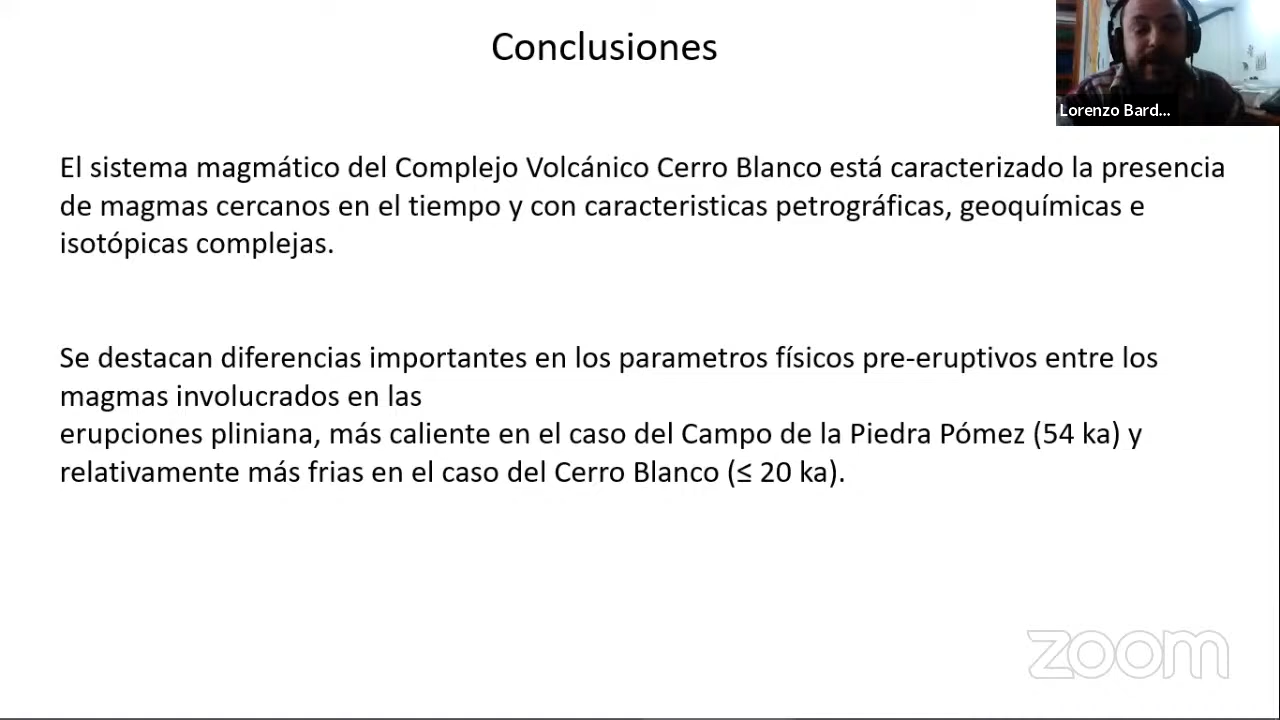 Conclusiones
Lorenzo Bard...
El sistema magmático del Complejo Volcánico Cerro Blanco está caracterizado la presencia
de magmas cercanos en el tiempo y con caracteristicas petrográficas, geoquímicas e
isotópicas complejas.
Se destacan diferencias importantes en los parametros físicos pre-eruptivos entre los
magmas involucrados en las
erupciones pliniana, más caliente en el caso del Campo de la Piedra Pómez (54 ka) y
relativamente más frias en el caso del Cerro Blanco (≤ 20 ka).
zoom